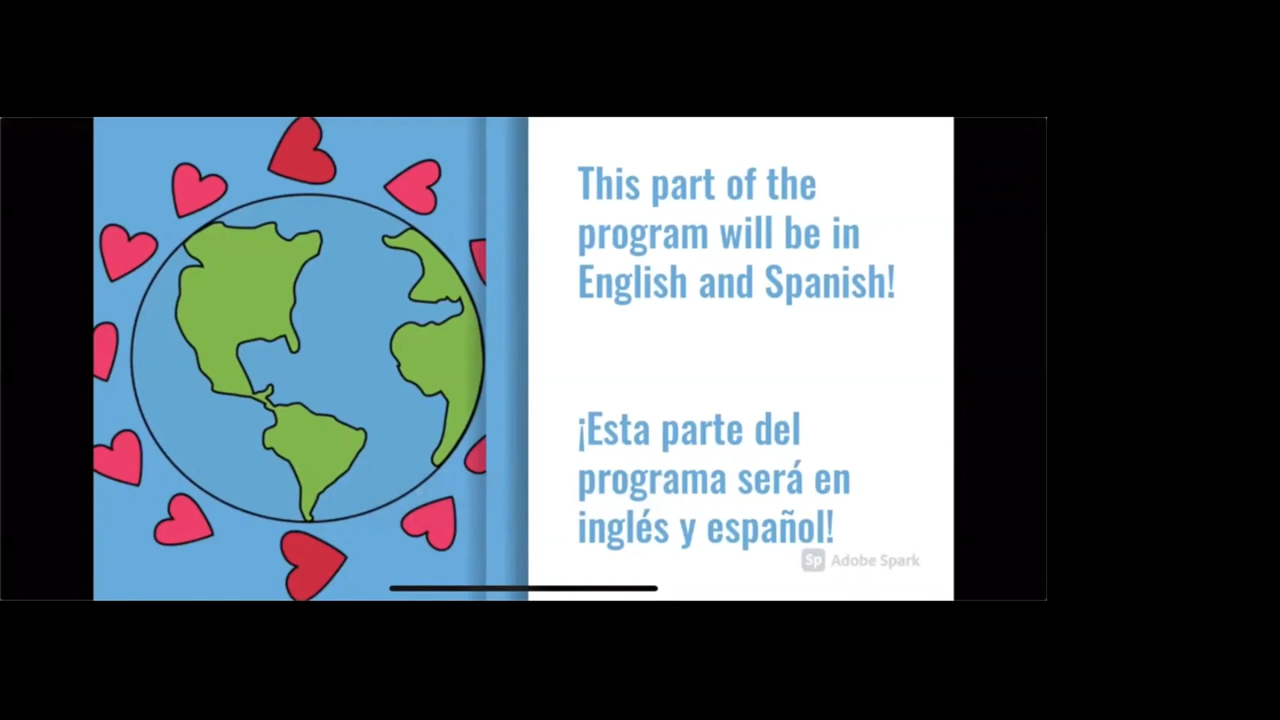 This part of the
program will be in
English and Spanish!
¡Esta parte del
programa será en
inglés y español!
Sp Adobe Spark